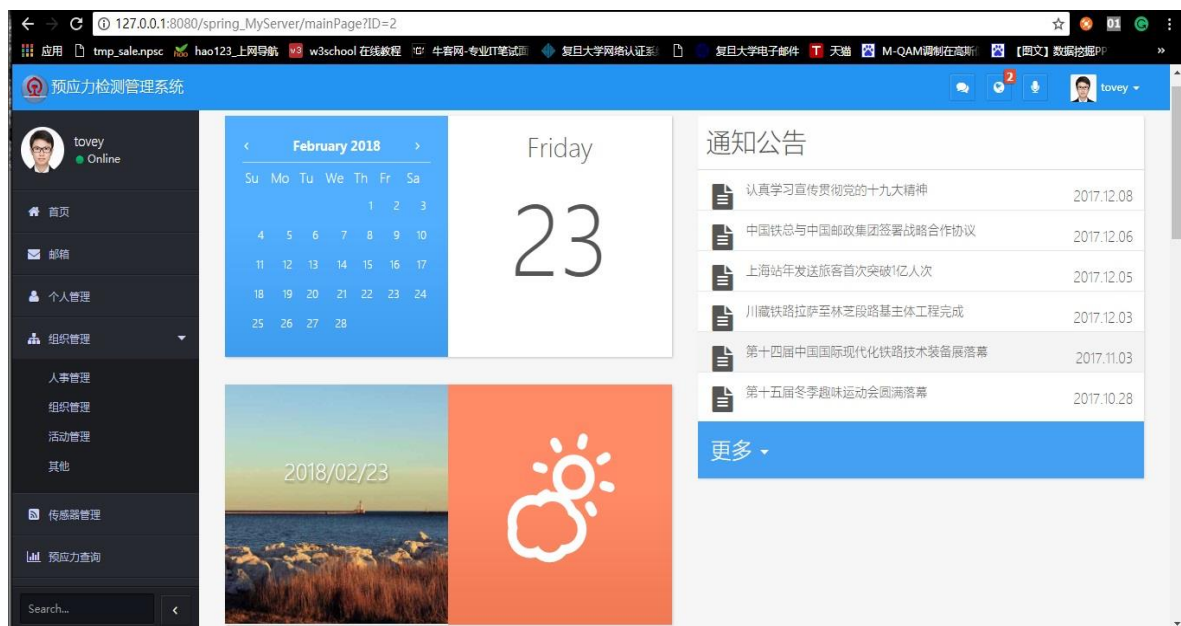 127.0.0.1:8080/spring_MyServer/mainPage?ID=2
应用 tmp_sale.npsc hao123_上网导航 w3school 在线教程 牛客网-专业IT笔试面 复旦大学网络认证系 复旦大学电子邮件 天猫 M-QAM调制在高斯 【图文】数据挖掘PP »
预应力检测管理系统
2
tovey
tovey
Online
首页
邮箱
个人管理
组织管理
人事管理
组织管理
活动管理
其他
传感器管理
预应力查询
Search...
‹ February 2018 ›
Su Mo Tu We Th Fr Sa
1 2 3
4 5 6 7 8 9 10
11 12 13 14 15 16 17
18 19 20 21 22 23 24
25 26 27 28
Friday
23
2018/02/23
通知公告
认真学习宣传贯彻党的十九大精神 2017.12.08
中国铁总与中国邮政集团签署战略合作协议 2017.12.06
上海站年发送旅客首次突破1亿人次 2017.12.05
川藏铁路拉萨至林芝段路基主体工程完成 2017.12.03
第十四届中国国际现代化铁路技术装备展落幕 2017.11.03
第十五届冬季趣味运动会圆满落幕 2017.10.28
更多